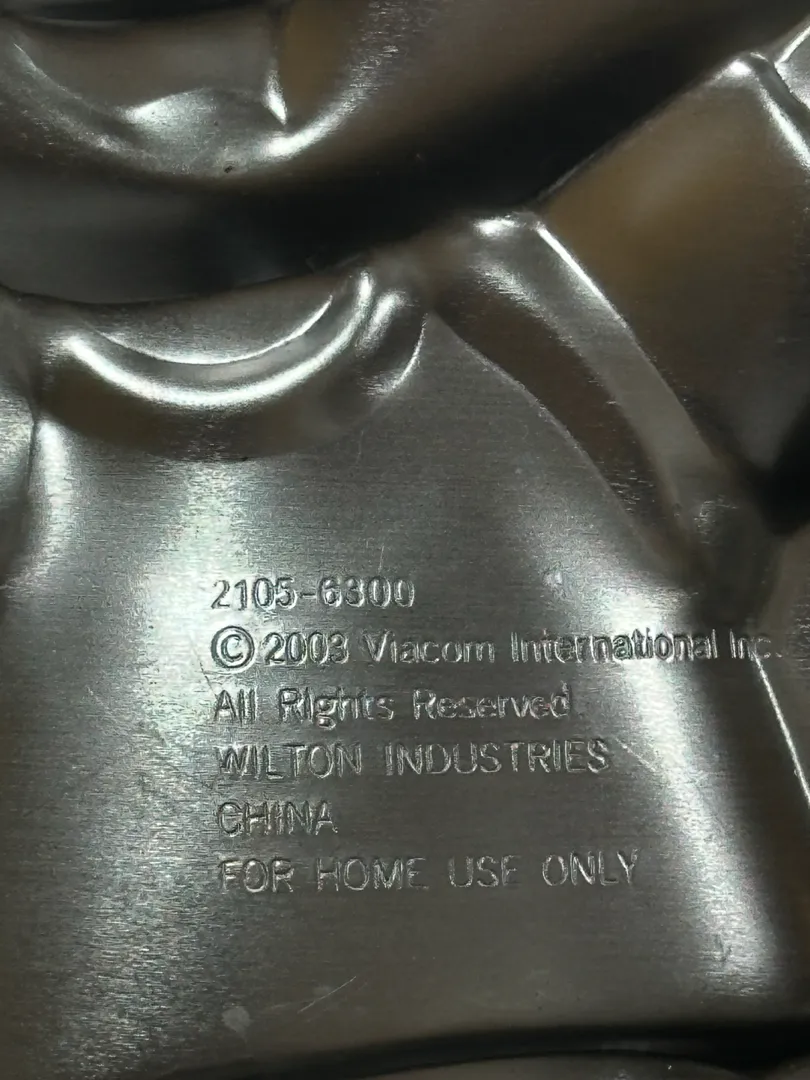 2105-6300
© 2003 Viacom International Inc.
All Rights Reserved.
WILTON INDUSTRIES
CHINA
FOR HOME USE ONLY